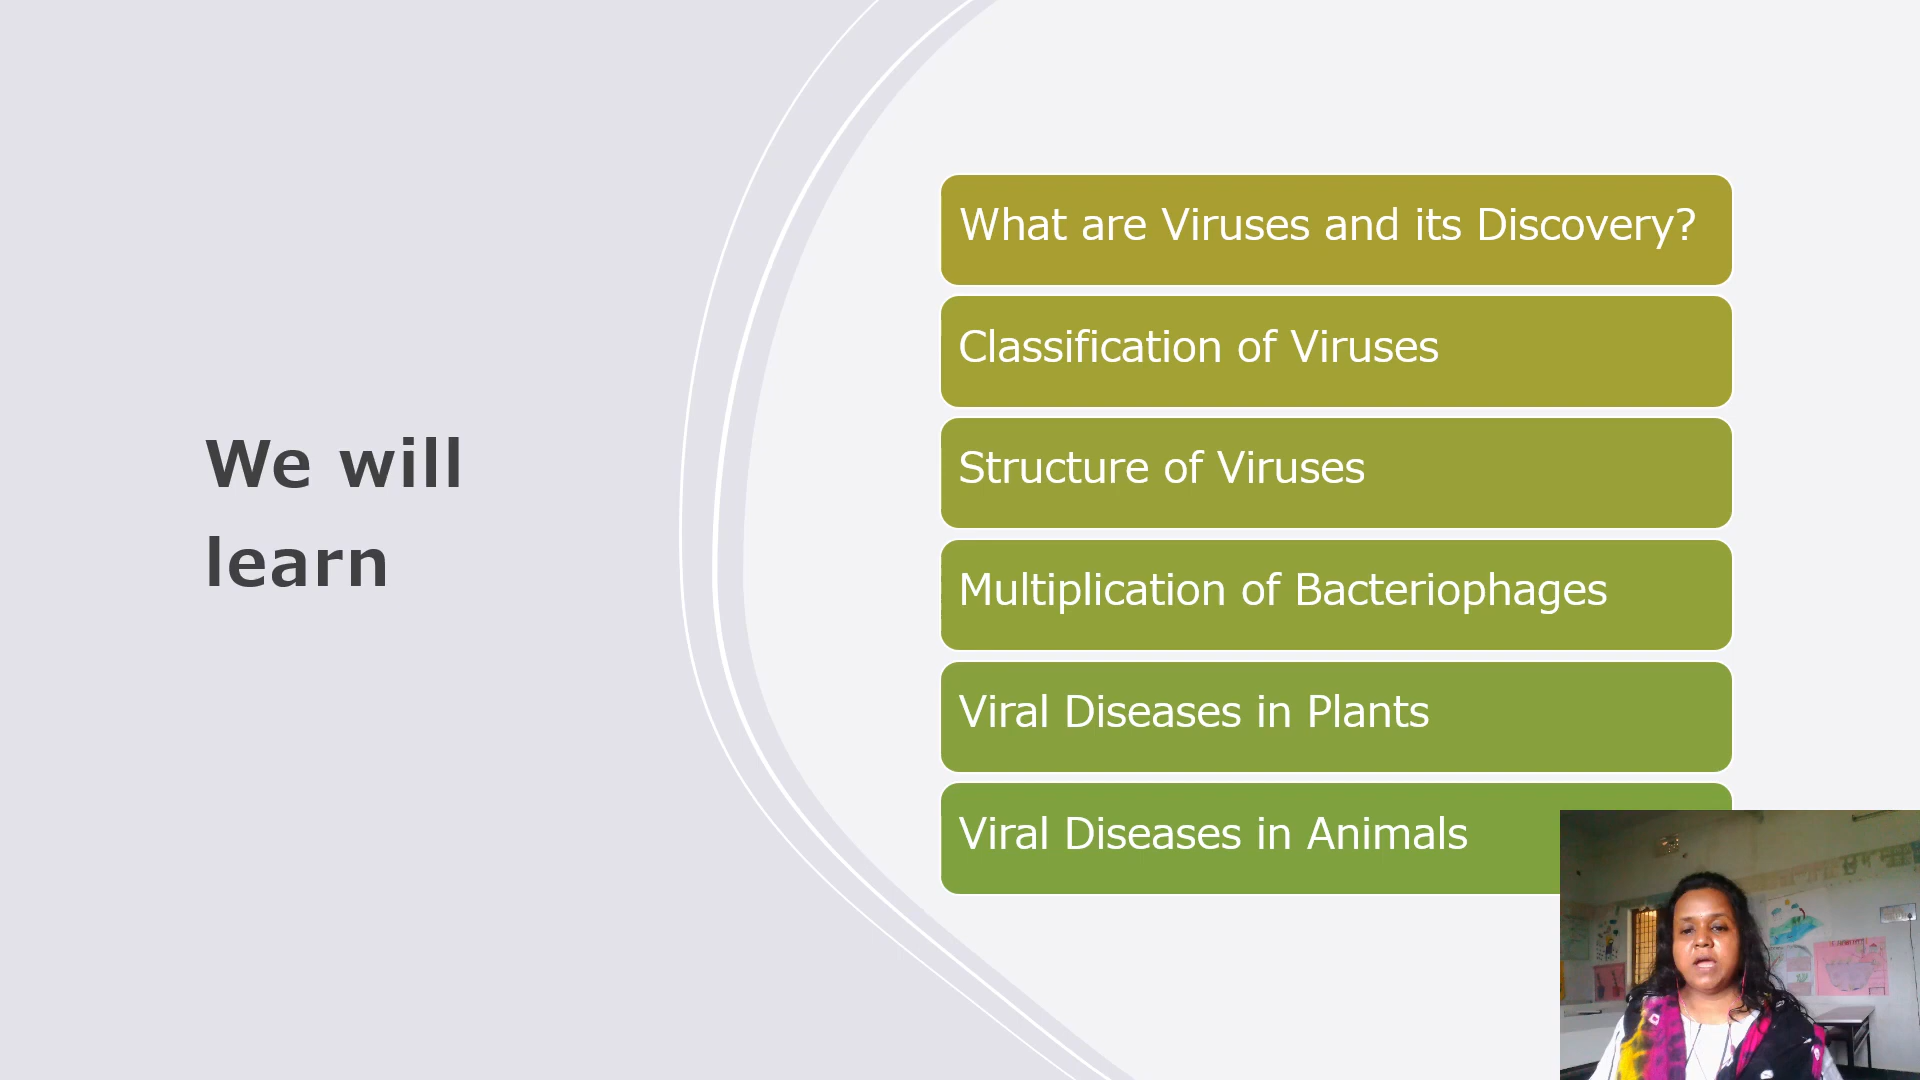 We will
learn
What are Viruses and its Discovery?
Classification of Viruses
Structure of Viruses
Multiplication of Bacteriophages
Viral Diseases in Plants
Viral Diseases in Animals